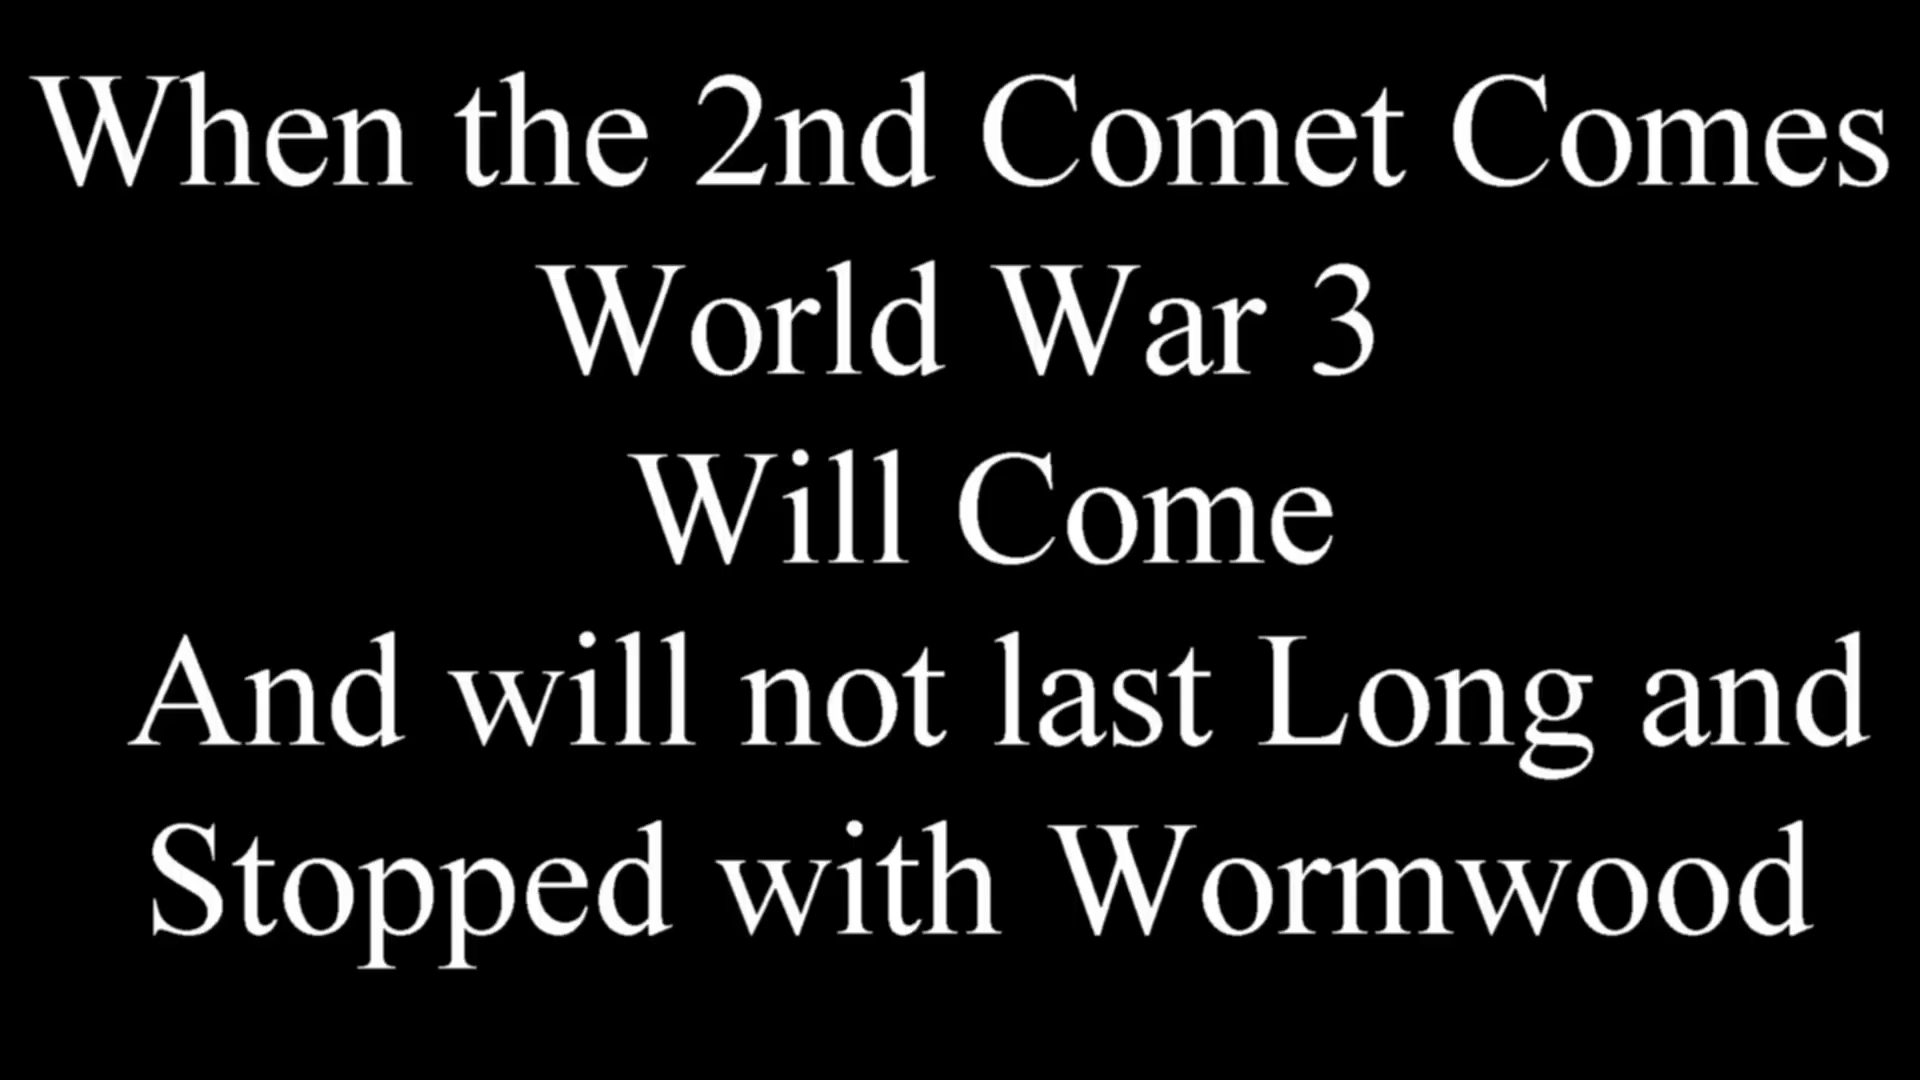 When the 2nd Comet Comes
World War 3
Will Come
And will not last Long and
Stopped with Wormwood